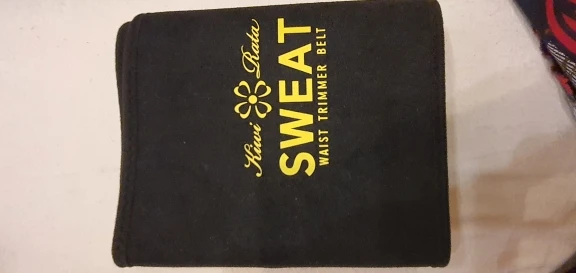 Kiwi Rata
SWEAT
WAIST TRIMMER BELT